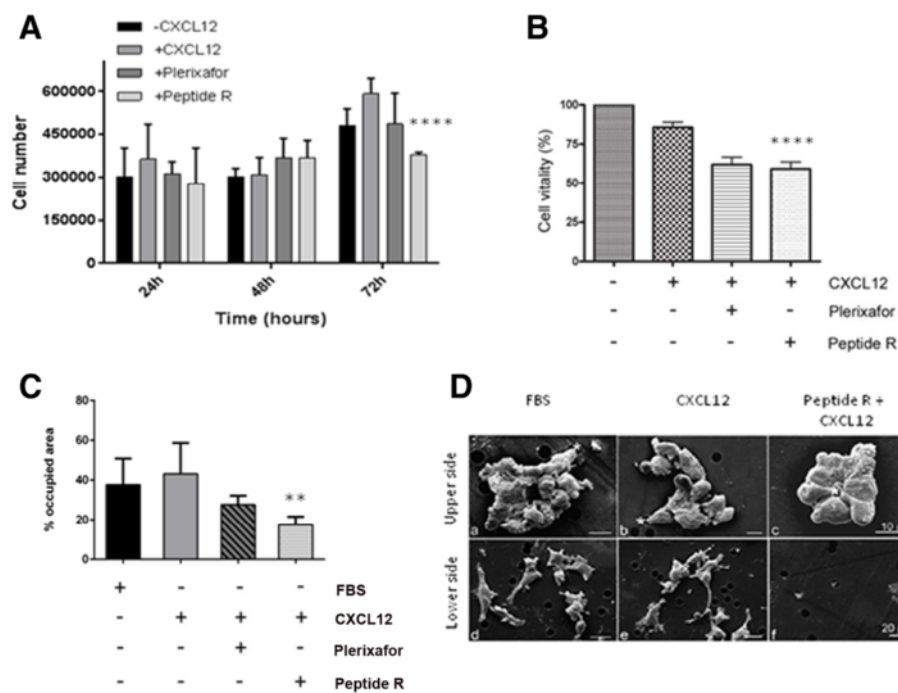 A
-CXCL12
+CXCL12
+Plerixafor
+Peptide R
Cell number
600000
450000
300000
150000
0
****
24h
48h
72h
Time (hours)
B
Cell vitality (%)
100
75
50
25
0
****
- + + + CXCL12
- - + - Plerixafor
- - - + Peptide R
C
% occupied area
80
60
40
20
0
**
+ - - - FBS
- + + + CXCL12
- - + - Plerixafor
- - - + Peptide R
D
FBS
CXCL12
Peptide R +
CXCL12
Upper side
a
b
c
10
Lower side
d
e
f
20